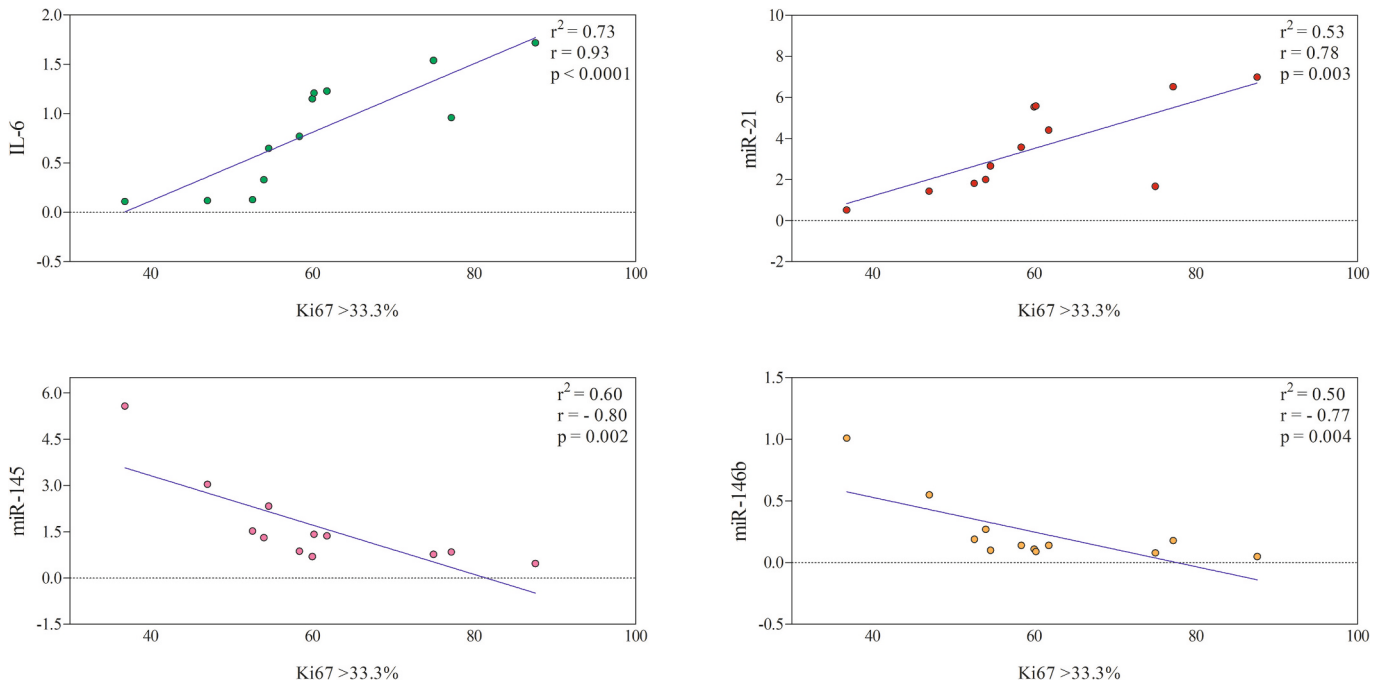 2.0
1.5
1.0
0.5
0.0
-0.5
IL-6
r² = 0.73
r = 0.93
p < 0.0001
40 60 80 100
Ki67 >33.3%
10
8
6
4
2
0
-2
miR-21
r² = 0.53
r = 0.78
p = 0.003
40 60 80 100
Ki67 >33.3%
6.0
4.5
3.0
1.5
0.0
-1.5
miR-145
r² = 0.60
r = - 0.80
p = 0.002
40 60 80 100
Ki67 >33.3%
1.5
1.0
0.5
0.0
-0.5
miR-146b
r² = 0.50
r = - 0.77
p = 0.004
40 60 80 100
Ki67 >33.3%